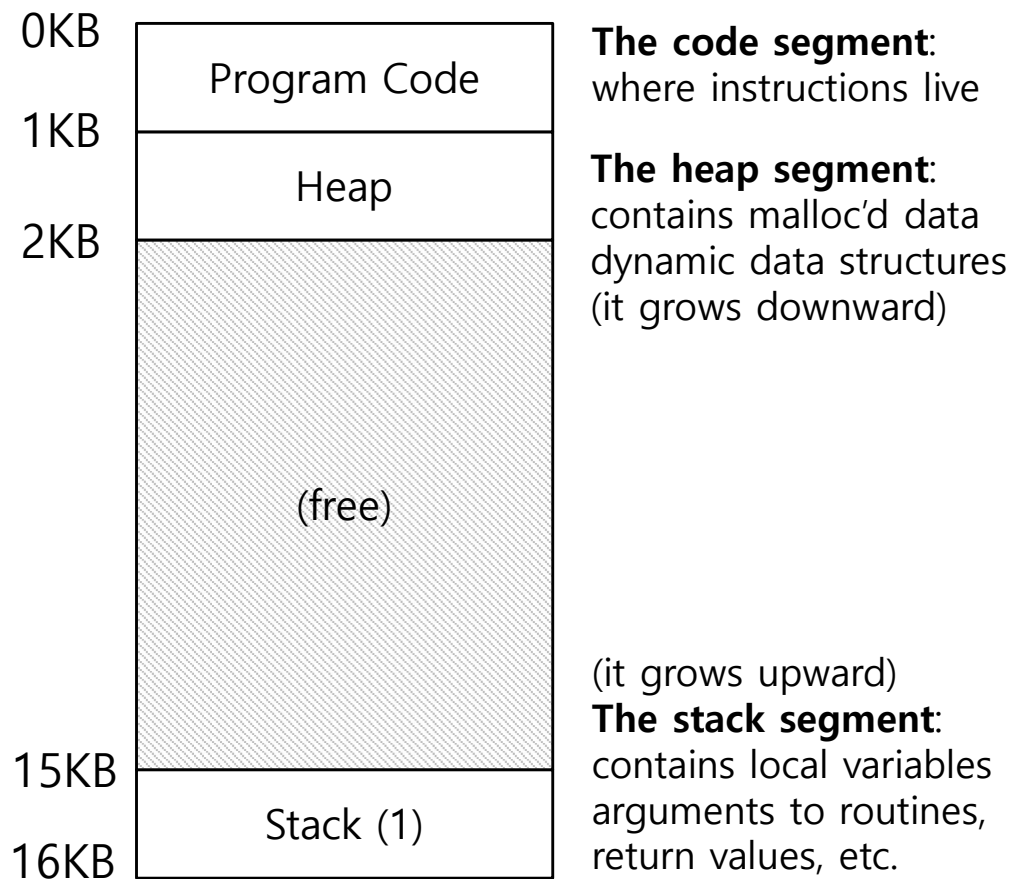 0KB
Program Code
1KB
Heap
2KB
(free)
15KB
Stack (1)
16KB
The code segment:
where instructions live
The heap segment:
contains malloc’d data
dynamic data structures
(it grows downward)
(it grows upward)
The stack segment:
contains local variables
arguments to routines,
return values, etc.